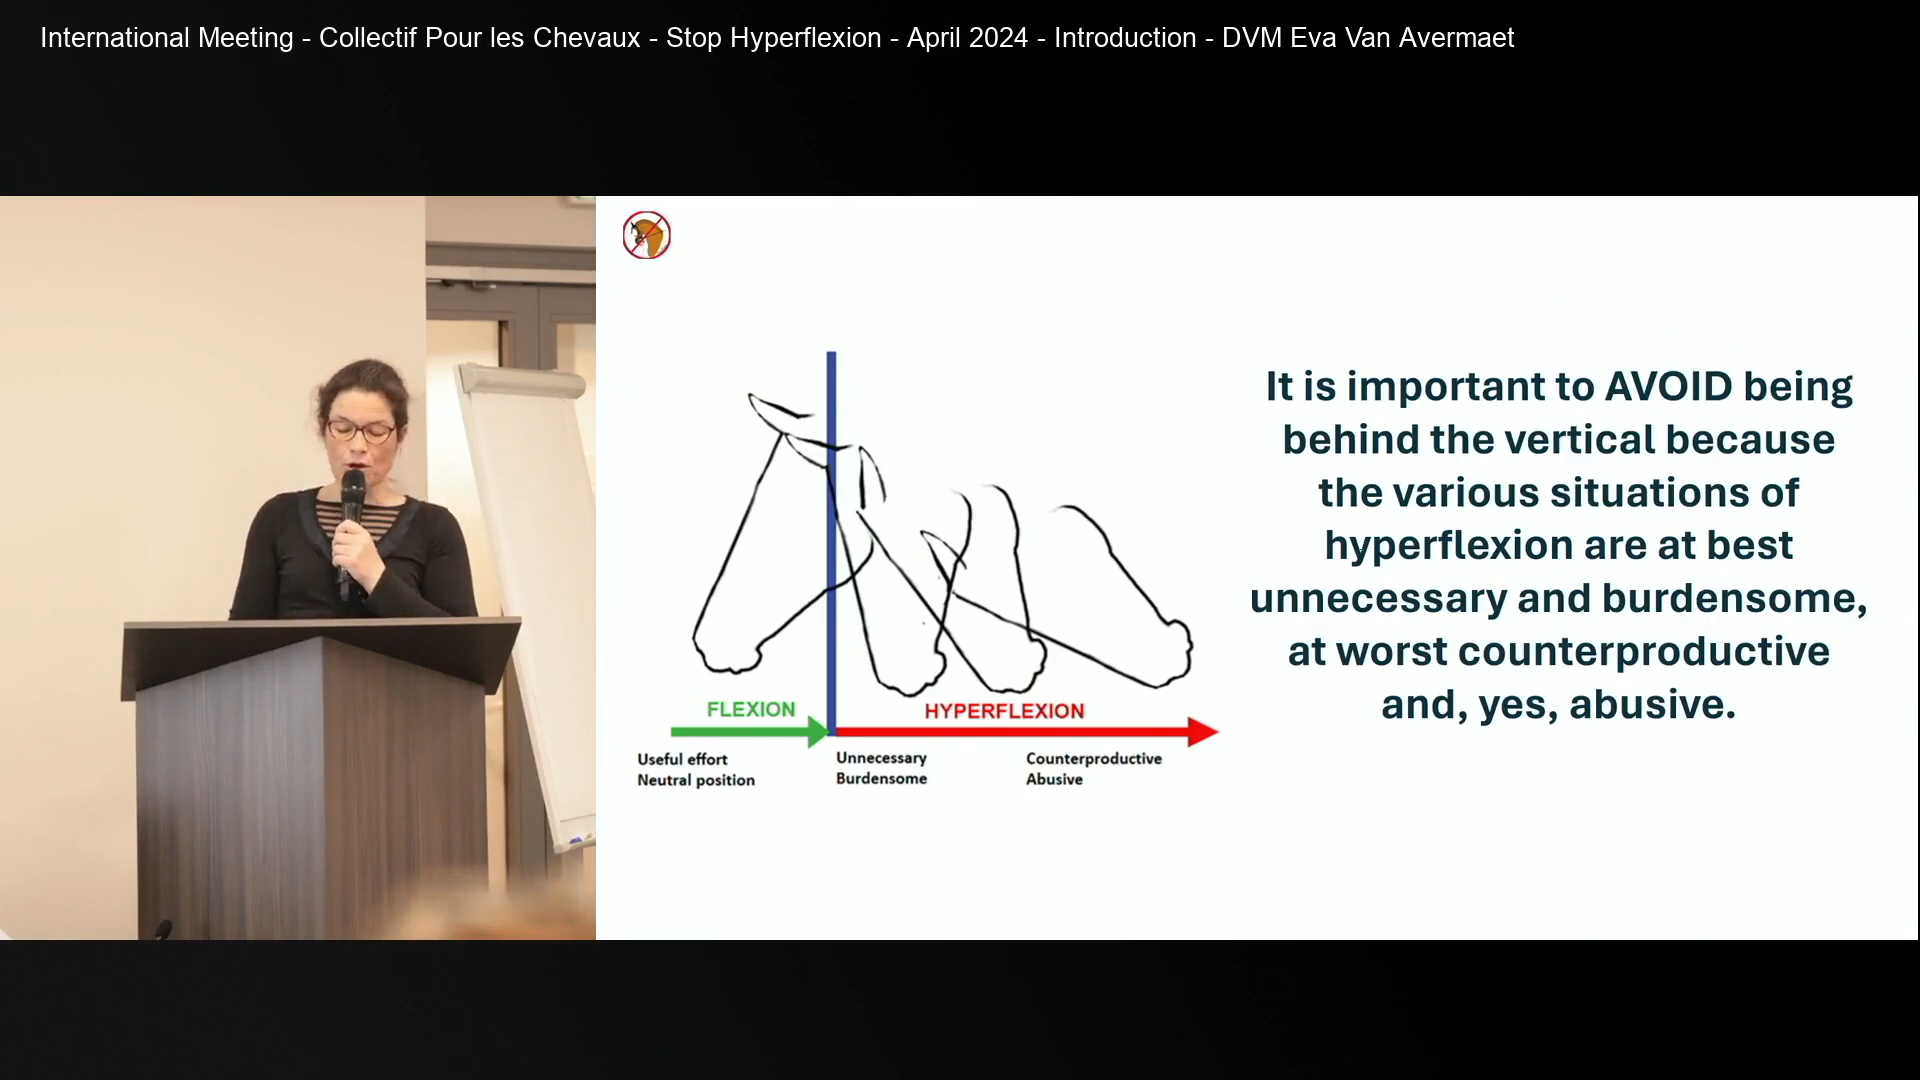 International Meeting - Collectif Pour les Chevaux - Stop Hyperflexion - April 2024 - Introduction - DVM Eva Van Avermaet
It is important to AVOID being
behind the vertical because
the various situations of
hyperflexion are at best
unnecessary and burdensome,
at worst counterproductive
and, yes, abusive.
FLEXION
HYPERFLEXION
Useful effort
Neutral position
Unnecessary
Burdensome
Counterproductive
Abusive